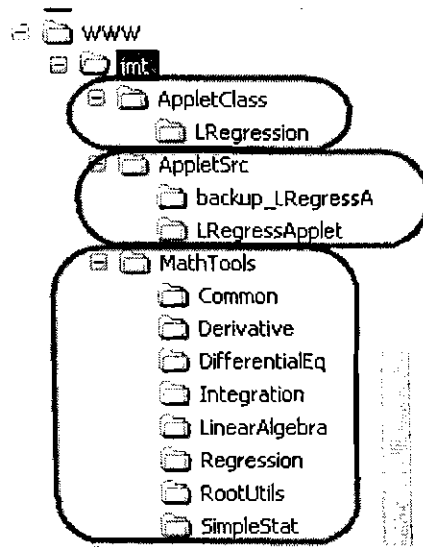 www
imt
AppletClass
LRegression
AppletSrc
backup_LRegressA
LRegressApplet
MathTools
Common
Derivative
DifferentialEq
Integration
LinearAlgebra
Regression
RootUtils
SimpleStat